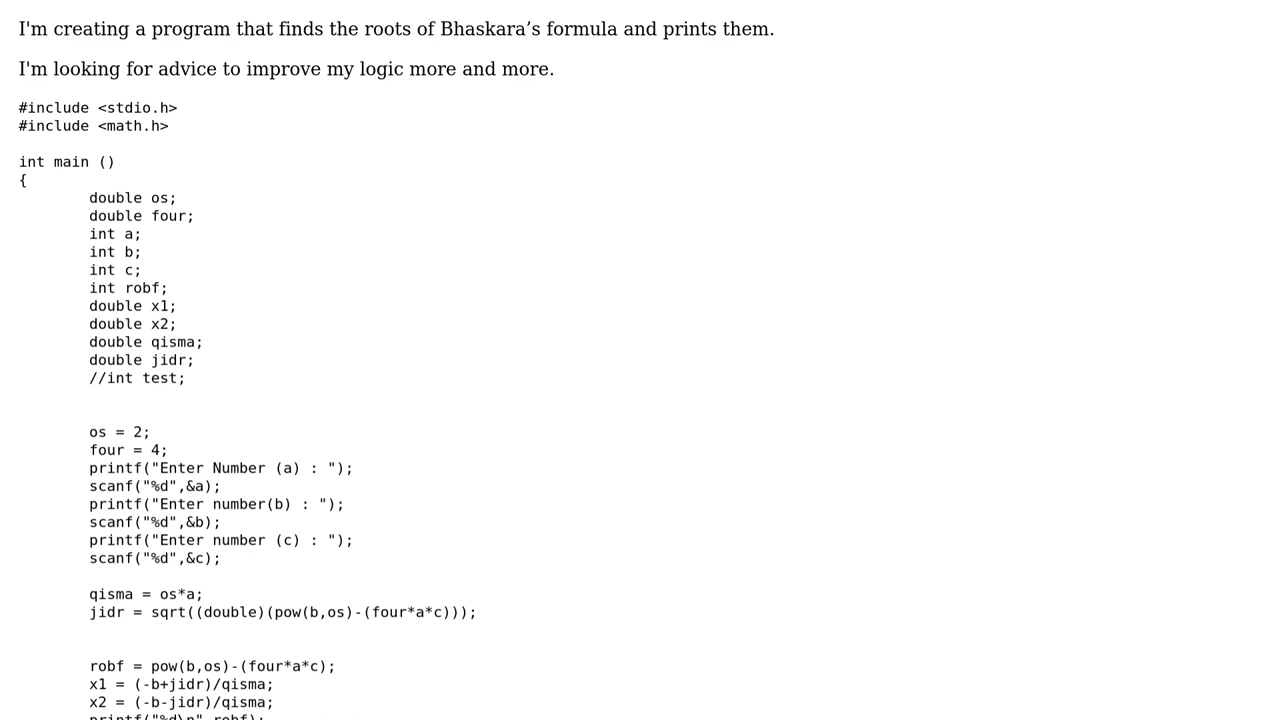 I'm creating a program that finds the roots of Bhaskara’s formula and prints them.
I'm looking for advice to improve my logic more and more.
#include <stdio.h>
#include <math.h>
int main ()
{
        double os;
        double four;
        int a;
        int b;
        int c;
        int robf;
        double x1;
        double x2;
        double qisma;
        double jidr;
        //int test;
        os = 2;
        four = 4;
        printf("Enter Number (a) : ");
        scanf("%d",&a);
        printf("Enter number(b) : ");
        scanf("%d",&b);
        printf("Enter number (c) : ");
        scanf("%d",&c);
        qisma = os*a;
        jidr = sqrt((double)(pow(b,os)-(four*a*c)));
        robf = pow(b,os)-(four*a*c);
        x1 = (-b+jidr)/qisma;
        x2 = (-b-jidr)/qisma;
        printf("%d\n",robf);